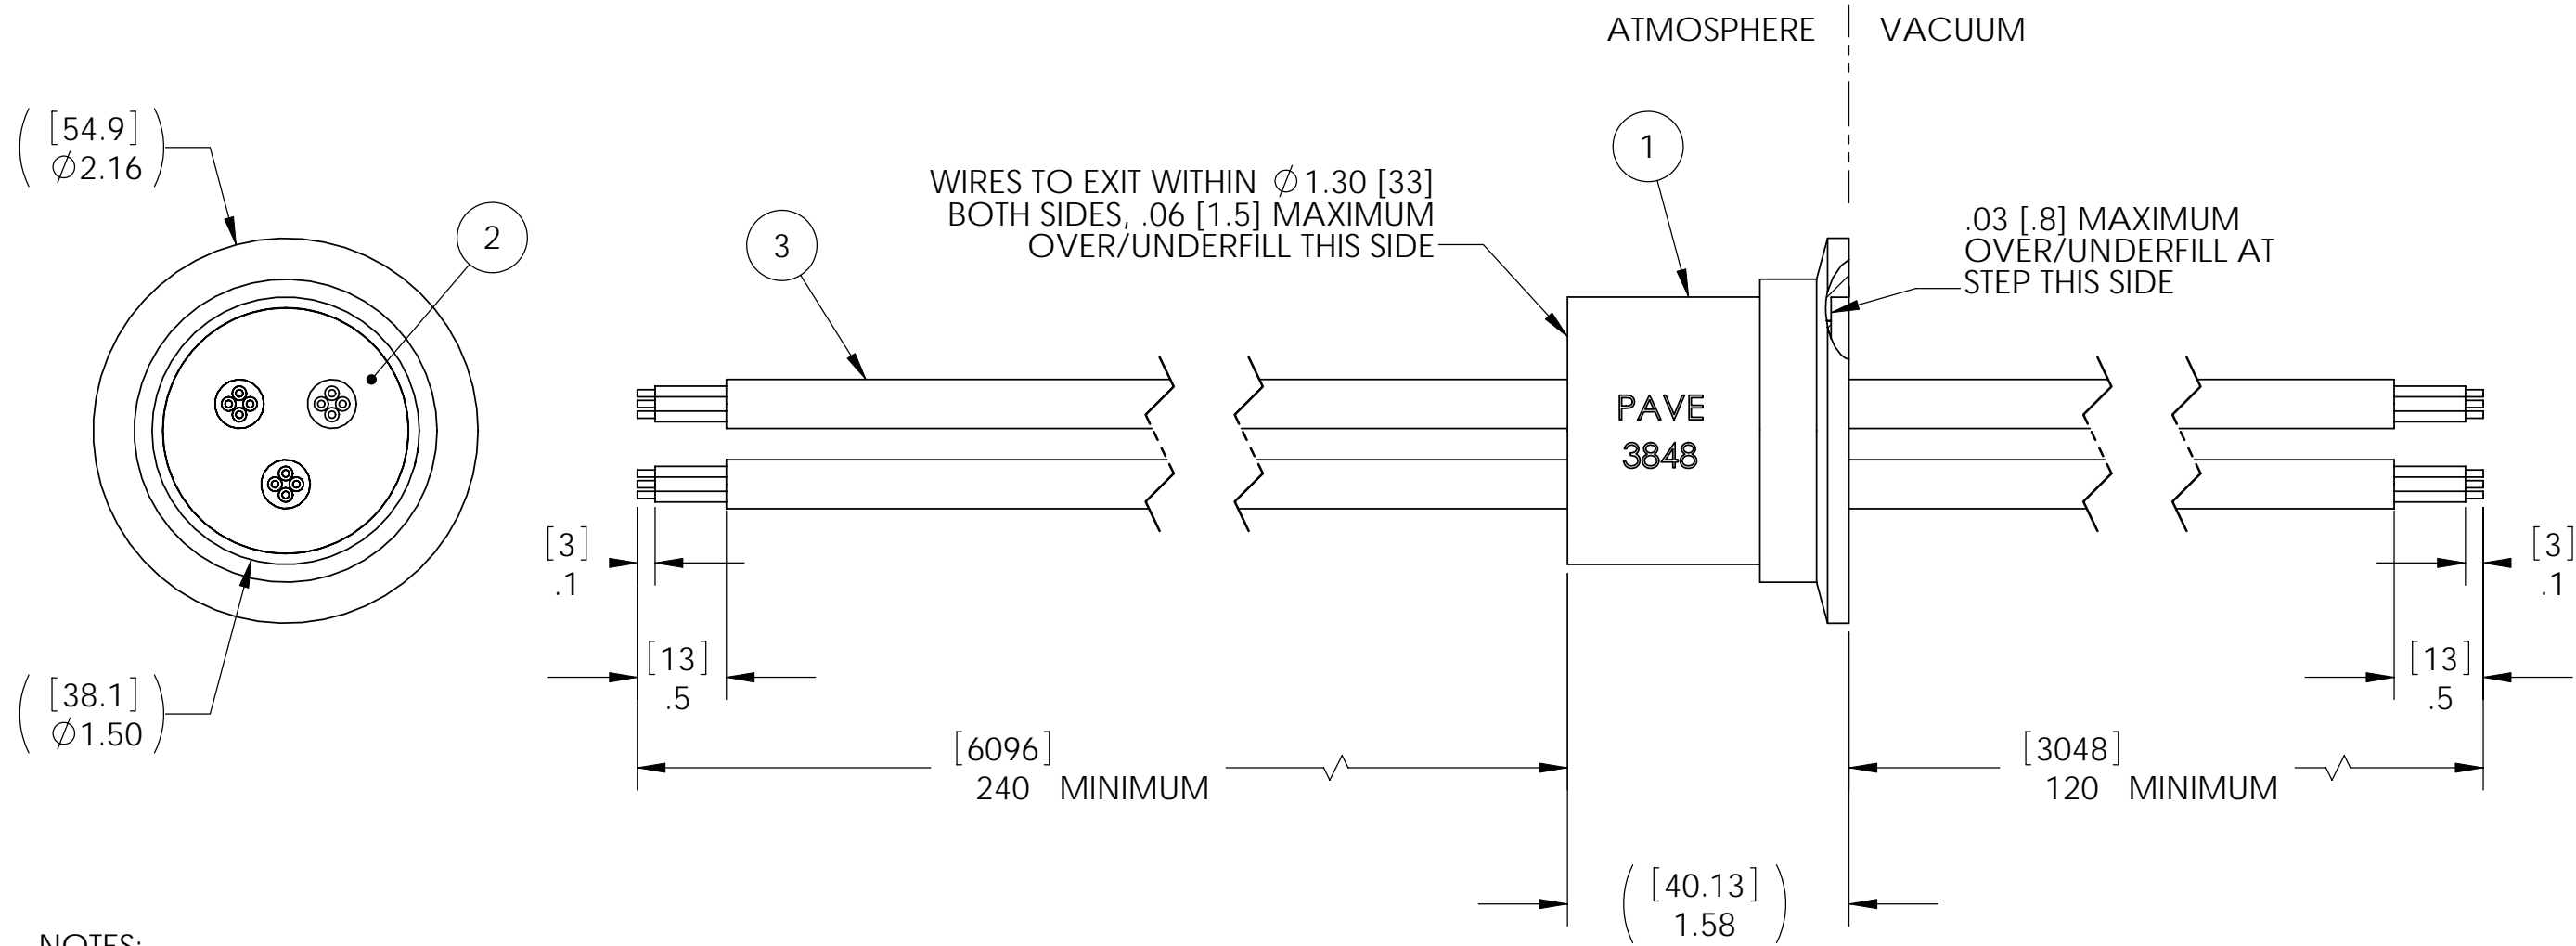 ATMOSPHERE
VACUUM
[54.9]
∅2.16
2
3
WIRES TO EXIT WITHIN ∅1.30 [33]
BOTH SIDES, .06 [1.5] MAXIMUM
OVER/UNDERFILL THIS SIDE
1
.03 [.8] MAXIMUM
OVER/UNDERFILL AT
STEP THIS SIDE
PAVE
3848
[3]
.1
[13]
.5
[3]
.1
[13]
.5
[38.1]
∅1.50
[6096]
240 MINIMUM
[3048]
120 MINIMUM
[40.13]
1.58
NOTES: